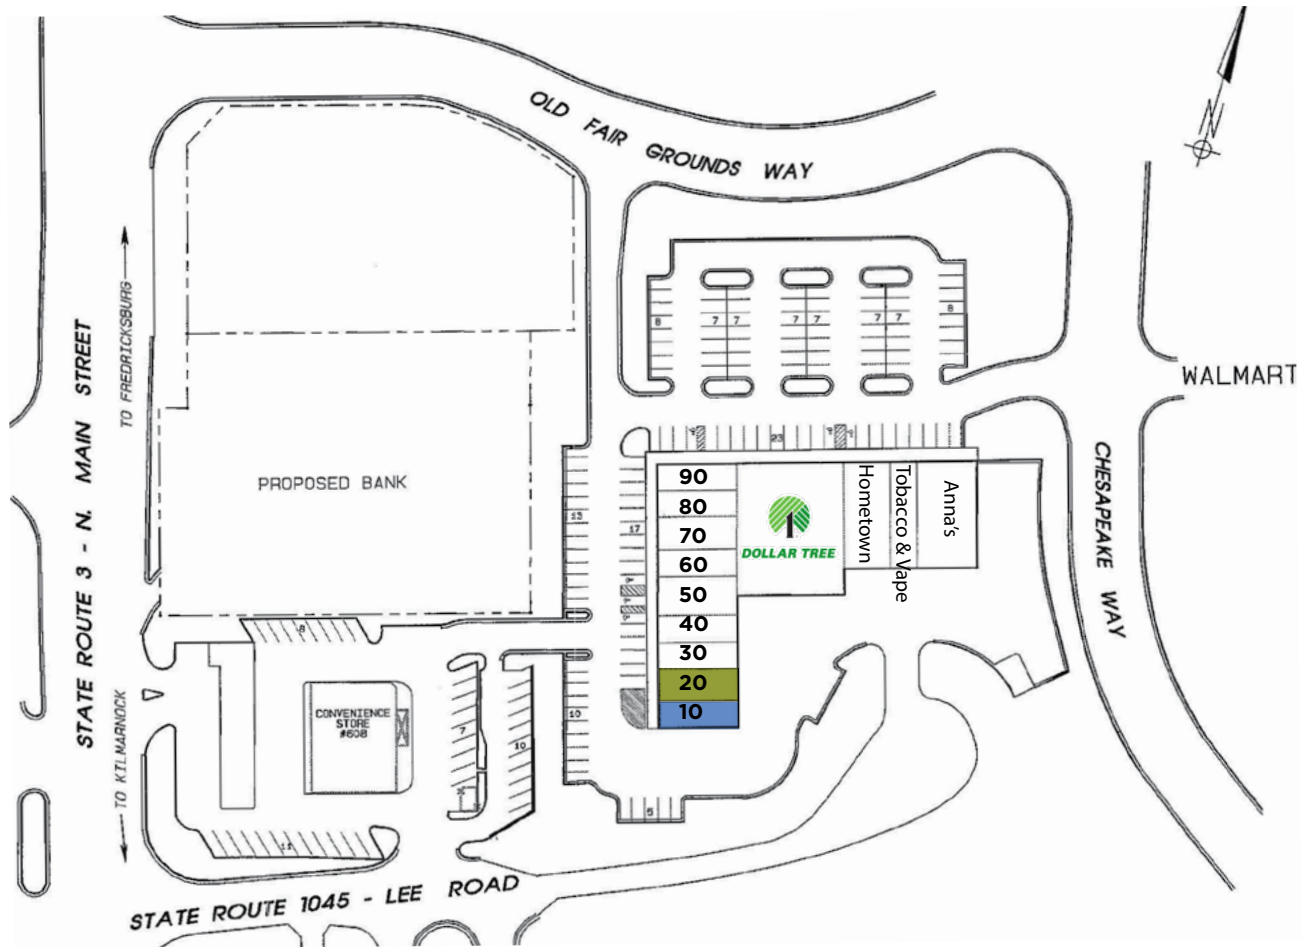 OLD FAIR GROUNDS WAY
N
TO FREDRICKSBURG
STATE ROUTE 3 - N. MAIN STREET
TO KILMARNOCK
8
7 7
7 7
7 7
8
WALMART
CHESAPEAKE WAY
23
PROPOSED BANK
13
17
90
80
70
60
50
40
30
20
10
DOLLAR TREE
Hometown
Tobacco & Vape
Anna's
8
CONVENIENCE
STORE
#608
7
10
10
5
11
STATE ROUTE 1045 - LEE ROAD